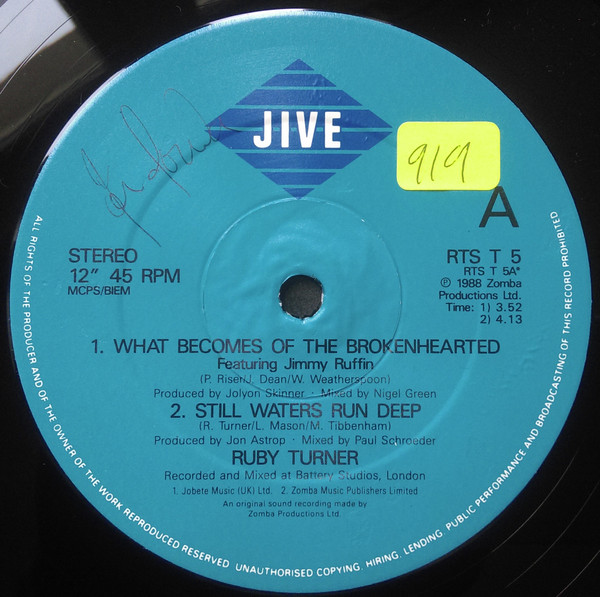 JIVE
919
A
STEREO
12" 45 RPM
MCPS/BIEM
RTS T 5
RTS T 5A*
℗ 1988 Zomba
Productions Ltd.
Time: 1) 3.52
2) 4.13
1. WHAT BECOMES OF THE BROKENHEARTED
Featuring Jimmy Ruffin
(P. Riser/J. Dean/W. Weatherspoon)
Produced by Jolyon Skinner · Mixed by Nigel Green
2. STILL WATERS RUN DEEP
(R. Turner/L. Mason/M. Tibbenham)
Produced by Jon Astrop · Mixed by Paul Schroeder
RUBY TURNER
Recorded and Mixed at Battery Studios, London
1. Jobete Music (UK) Ltd. 2. Zomba Music Publishers Limited
An original sound recording made by
Zomba Productions Ltd
ALL RIGHTS OF THE PRODUCER AND OF THE OWNER OF THE WORK REPRODUCED RESERVED UNAUTHORISED COPYING, HIRING, LENDING, PUBLIC PERFORMANCE AND BROADCASTING OF THIS RECORD PROHIBITED